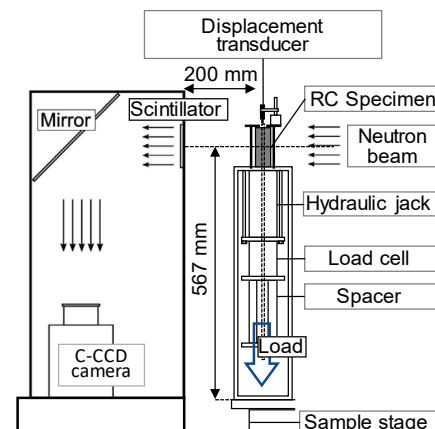 Displacement
transducer
200 mm
Scintillator
RC Specimen
Mirror
Neutron
beam
Hydraulic jack
567 mm
Load cell
Spacer
Load
C-CCD
camera
Sample stage